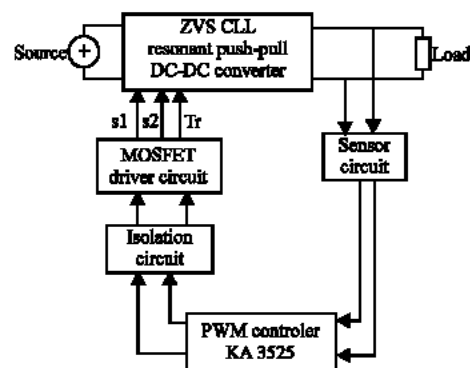 ZVS CLL
resonant push-pull
DC-DC converter
Source
+
Load
s1 s2 Tr
MOSFET
driver circuit
Sensor
circuit
Isolation
circuit
PWM controler
KA 3525